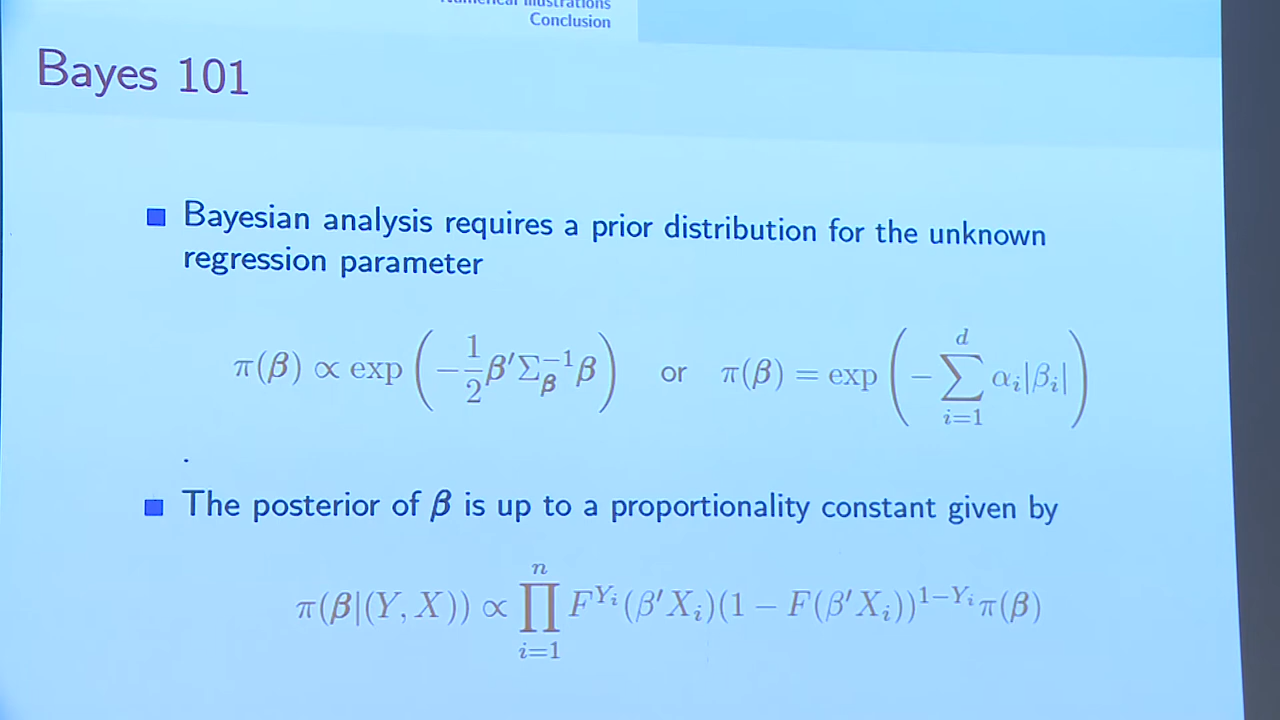 Numerical Illustrations
Conclusion
Bayes 101
Bayesian analysis requires a prior distribution for the unknown
regression parameter
π(β) ∝ exp(−1/2 β′Σ_β^{−1}β) or π(β) = exp(−∑_{i=1}^{d} α_i|β_i|)
.
The posterior of β is up to a proportionality constant given by
π(β|(Y, X)) ∝ ∏_{i=1}^{n} F^{Y_i}(β′X_i)(1 − F(β′X_i))^{1−Y_i}π(β)